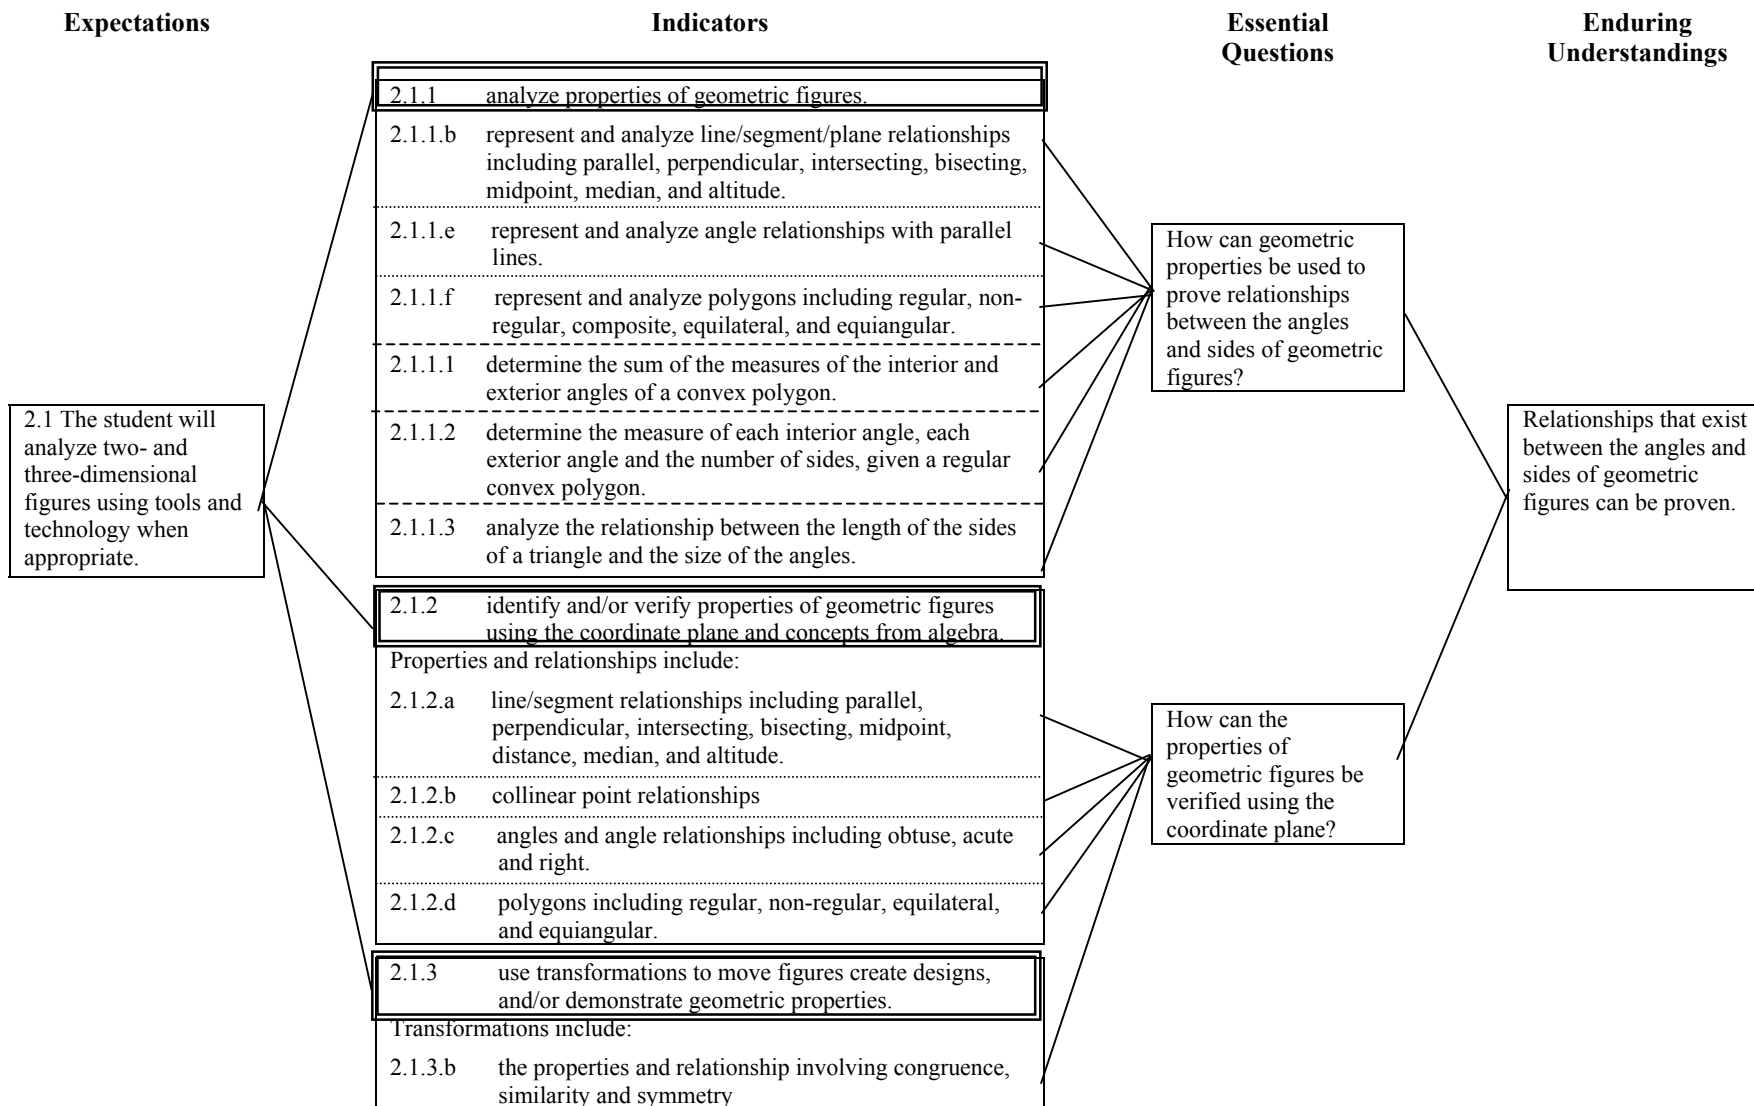 Expectations
Indicators
Essential
Questions
Enduring
Understandings
2.1 The student will
analyze two- and
three-dimensional
figures using tools and
technology when
appropriate.
2.1.1 analyze properties of geometric figures.
2.1.1.b represent and analyze line/segment/plane relationships
including parallel, perpendicular, intersecting, bisecting,
midpoint, median, and altitude.
2.1.1.e represent and analyze angle relationships with parallel
lines.
2.1.1.f represent and analyze polygons including regular, non-
regular, composite, equilateral, and equiangular.
2.1.1.1 determine the sum of the measures of the interior and
exterior angles of a convex polygon.
2.1.1.2 determine the measure of each interior angle, each
exterior angle and the number of sides, given a regular
convex polygon.
2.1.1.3 analyze the relationship between the length of the sides
of a triangle and the size of the angles.
2.1.2 identify and/or verify properties of geometric figures
using the coordinate plane and concepts from algebra.
Properties and relationships include:
2.1.2.a line/segment relationships including parallel,
perpendicular, intersecting, bisecting, midpoint,
distance, median, and altitude.
2.1.2.b collinear point relationships
2.1.2.c angles and angle relationships including obtuse, acute
and right.
2.1.2.d polygons including regular, non-regular, equilateral,
and equiangular.
2.1.3 use transformations to move figures create designs,
and/or demonstrate geometric properties.
Transformations include:
2.1.3.b the properties and relationship involving congruence,
similarity and symmetry
How can geometric
properties be used to
prove relationships
between the angles
and sides of geometric
figures?
How can the
properties of
geometric figures be
verified using the
coordinate plane?
Relationships that exist
between the angles and
sides of geometric
figures can be proven.